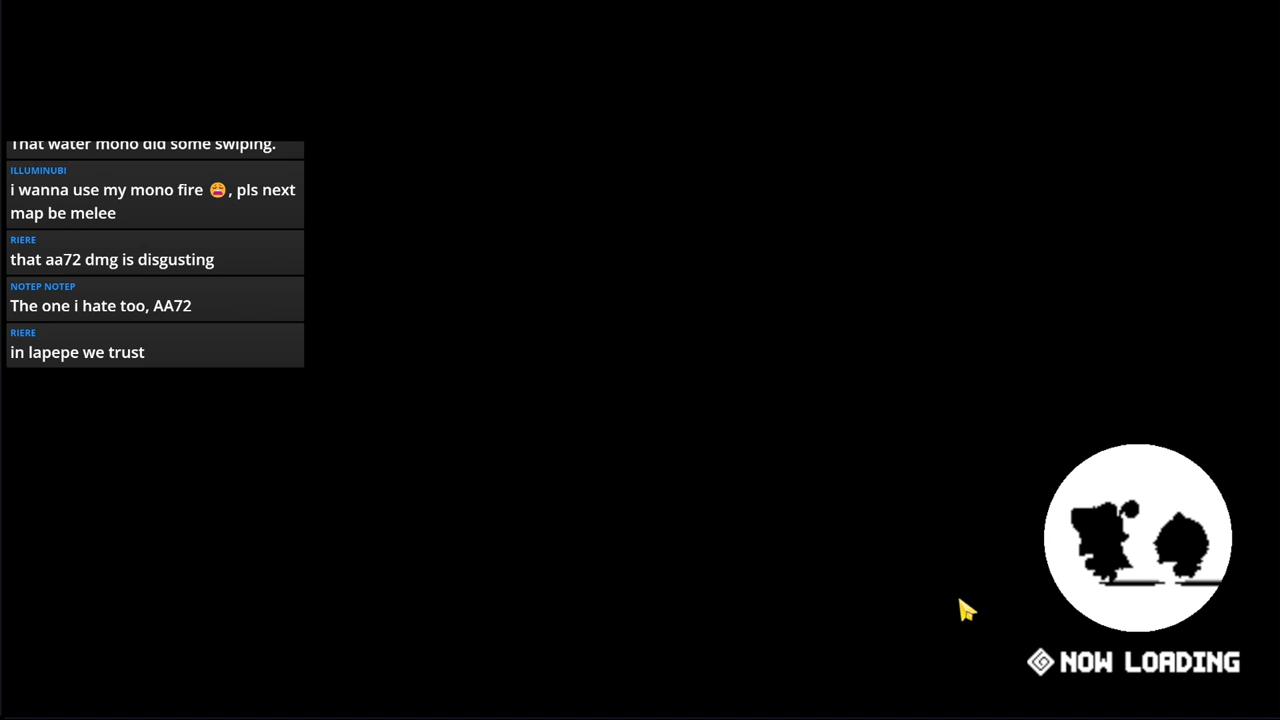 That water mono did some swiping.
ILLUMINUBI
i wanna use my mono fire 😩, pls next
map be melee
RIERE
that aa72 dmg is disgusting
NOTEP NOTEP
The one i hate too, AA72
RIERE
in lapepe we trust
NOW LOADING